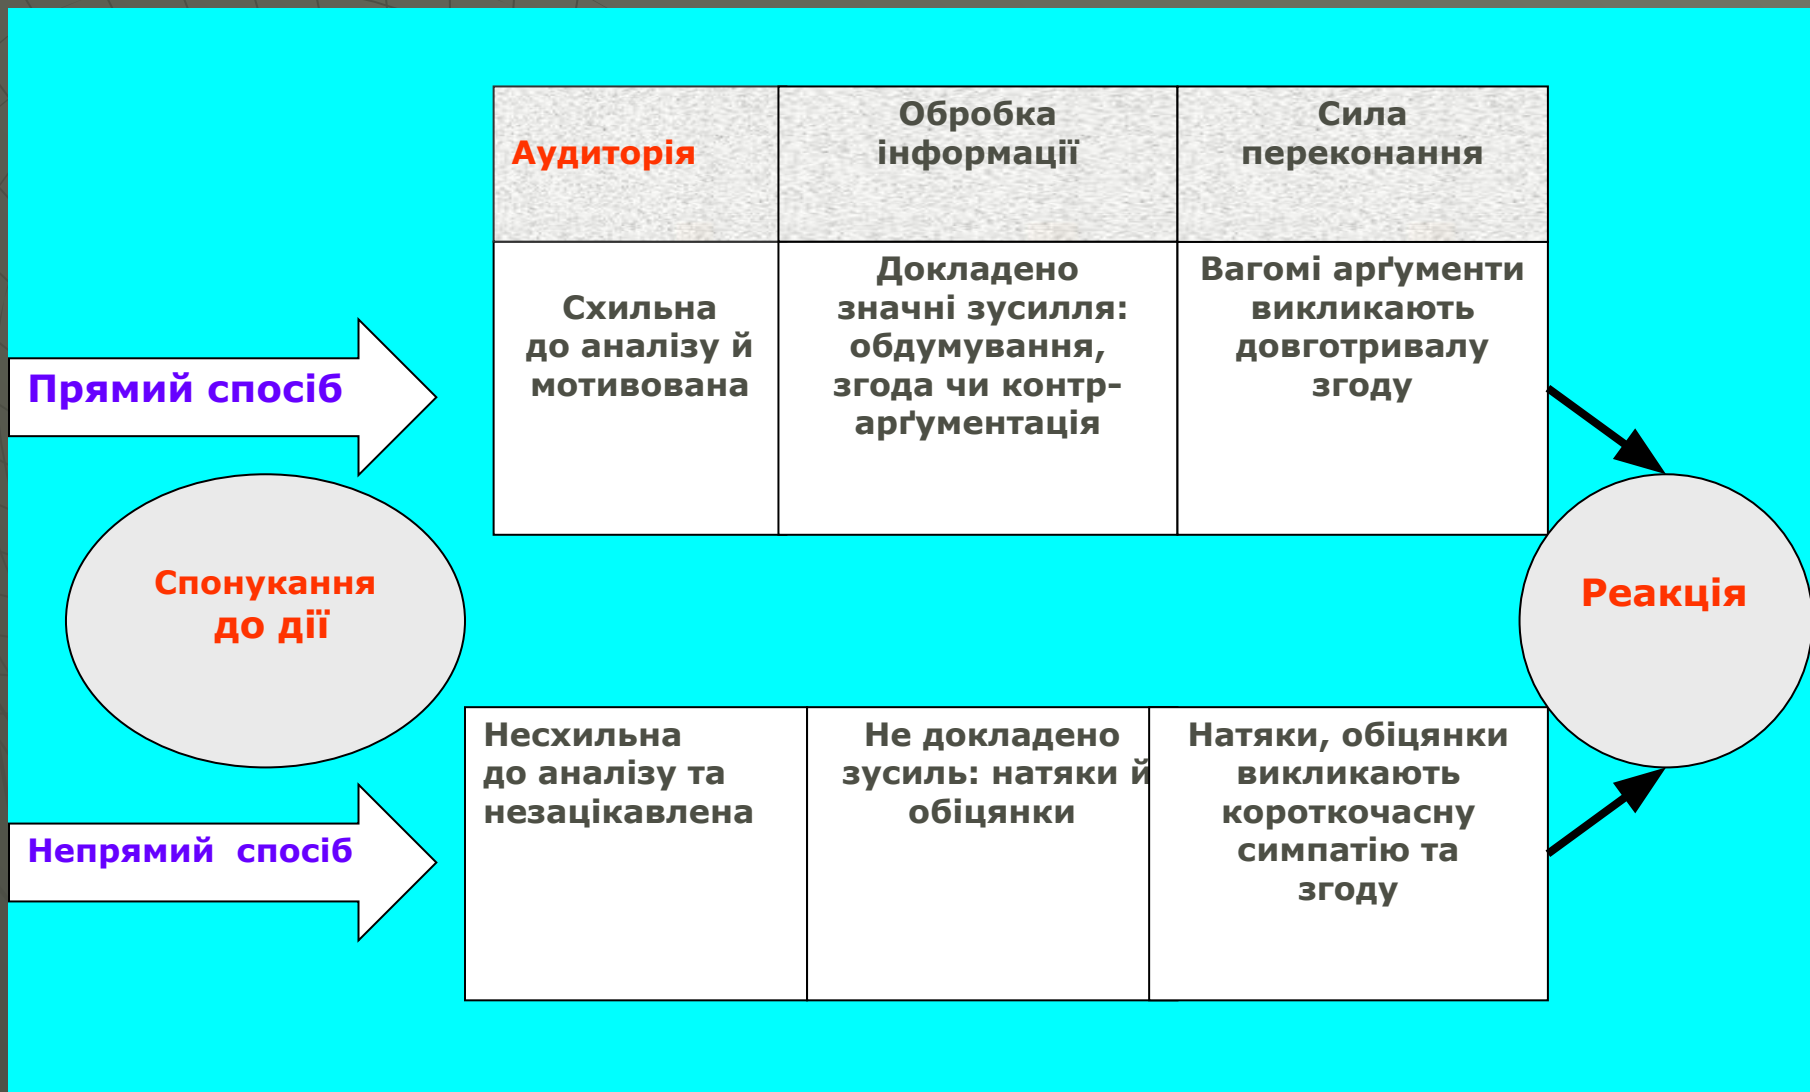 Аудиторія
Обробка
інформації
Сила
переконання
Прямий спосіб
Схильна
до аналізу й
мотивована
Докладено
значні зусилля:
обдумування,
згода чи контр-
арґументація
Вагомі арґументи
викликають
довготривалу
згоду
Спонукання
до дії
Реакція
Непрямий  спосіб
Несхильна
до аналізу та
незацікавлена
Не докладено
зусиль: натяки й
обіцянки
Натяки, обіцянки
викликають
короткочасну
симпатію та
згоду